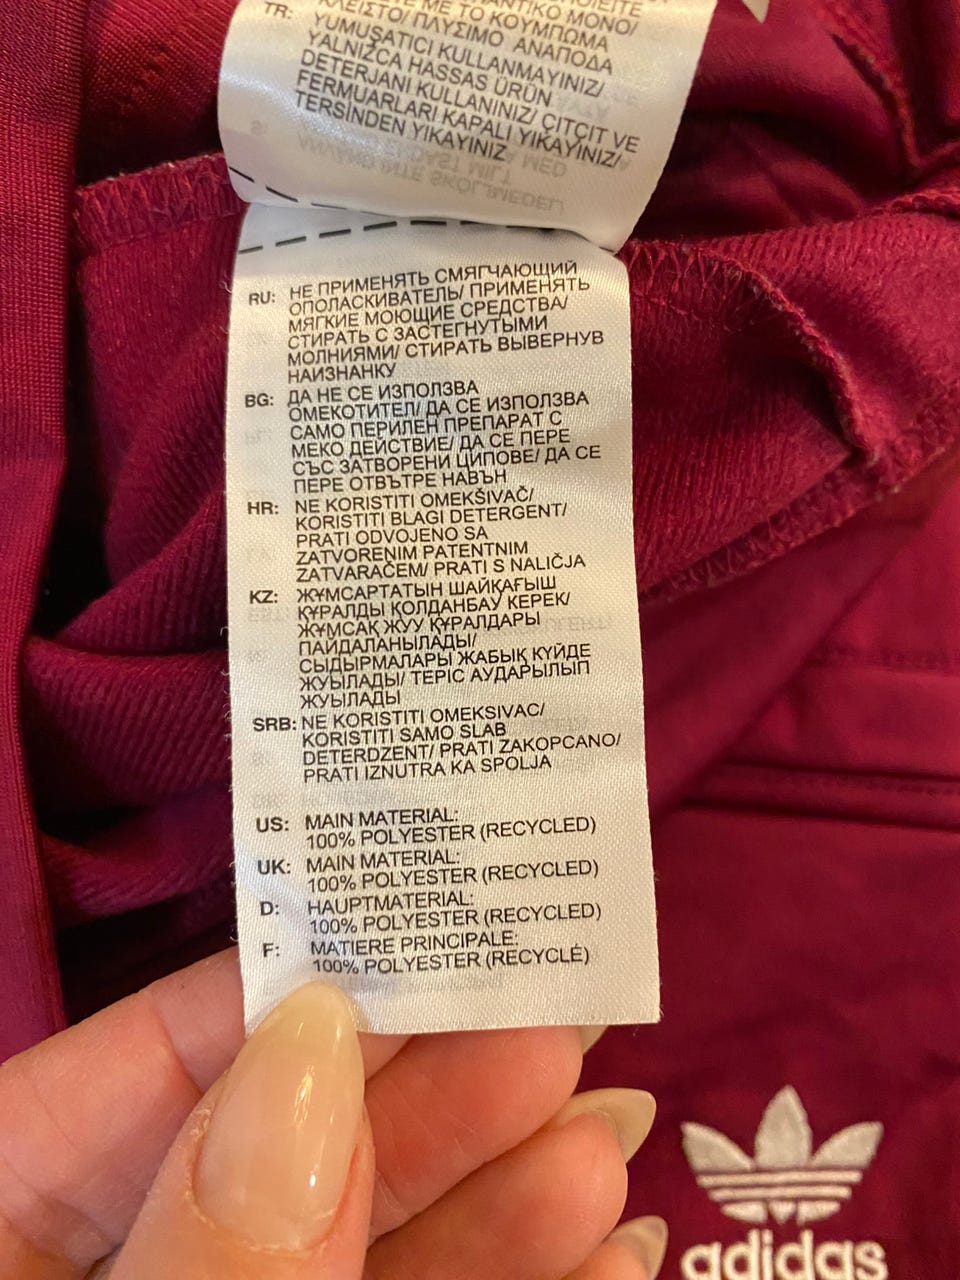 ΜΕ ΤΟ ΚΟΥΜΠΩΜΑ
ΚΛΕΙΣΤΟ/ ΠΛΥΣΙΜΟ ΑΝΑΠΟΔΑ
TR: YUMUŞATICI KULLANMAYINIZ/
YALNIZCA HASSAS ÜRÜN
DETERJANI KULLANINIZ/ ÇITÇIT VE
FERMUARLARI KAPALI YIKAYINIZ/
TERSİNDEN YIKAYINIZ
RU: НЕ ПРИМЕНЯТЬ СМЯГЧАЮЩИЙ
ОПОЛАСКИВАТЕЛЬ/ ПРИМЕНЯТЬ
МЯГКИЕ МОЮЩИЕ СРЕДСТВА/
СТИРАТЬ С ЗАСТЕГНУТЫМИ
МОЛНИЯМИ/ СТИРАТЬ ВЫВЕРНУВ
НАИЗНАНКУ
BG: ДА НЕ СЕ ИЗПОЛЗВА
ОМЕКОТИТЕЛ/ ДА СЕ ИЗПОЛЗВА
САМО ПЕРИЛЕН ПРЕПАРАТ С
МЕКО ДЕЙСТВИЕ/ ДА СЕ ПЕРЕ
СЪС ЗАТВОРЕНИ ЦИПОВЕ/ ДА СЕ
ПЕРЕ ОТВЪТРЕ НАВЪН
HR: NE KORISTITI OMEKŠIVAČ/
KORISTITI BLAGI DETERGENT/
PRATI ODVOJENO SA
ZATVORENIM PATENTNIM
ZATVARAČEM/ PRATI S NALIČJA
KZ: ЖҰМСАРТАТЫН ШАЙҚАҒЫШ
ҚҰРАЛДЫ ҚОЛДАНБАУ КЕРЕК/
ЖҰМСАҚ ЖУУ ҚҰРАЛДАРЫ
ПАЙДАЛАНЫЛАДЫ/
СЫДЫРМАЛАРЫ ЖАБЫҚ КҮЙДЕ
ЖУЫЛАДЫ/ ТЕРІС АУДАРЫЛЫП
ЖУЫЛАДЫ
SRB: NE KORISTITI OMEKSIVAC/
KORISTITI SAMO SLAB
DETERDZENT/ PRATI ZAKOPCANO/
PRATI IZNUTRA KA SPOLJA
US: MAIN MATERIAL:
100% POLYESTER (RECYCLED)
UK: MAIN MATERIAL:
100% POLYESTER (RECYCLED)
D: HAUPTMATERIAL:
100% POLYESTER (RECYCLED)
F: MATIERE PRINCIPALE:
100% POLYESTER (RECYCLÉ)
adidas